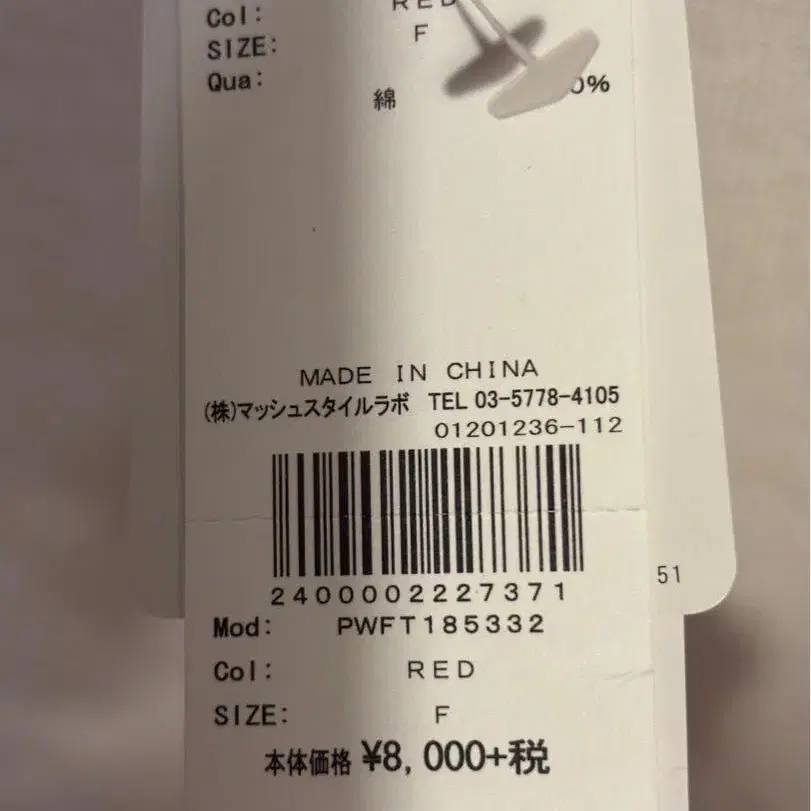 Col: RED
SIZE: F
Qua:
綿 0%
MADE IN CHINA
(株)マッシュスタイルラボ TEL 03-5778-4105
01201236-112
2400002227371
51
Mod: PWFT185332
Col: RED
SIZE: F
本体価格 ¥8,000+税